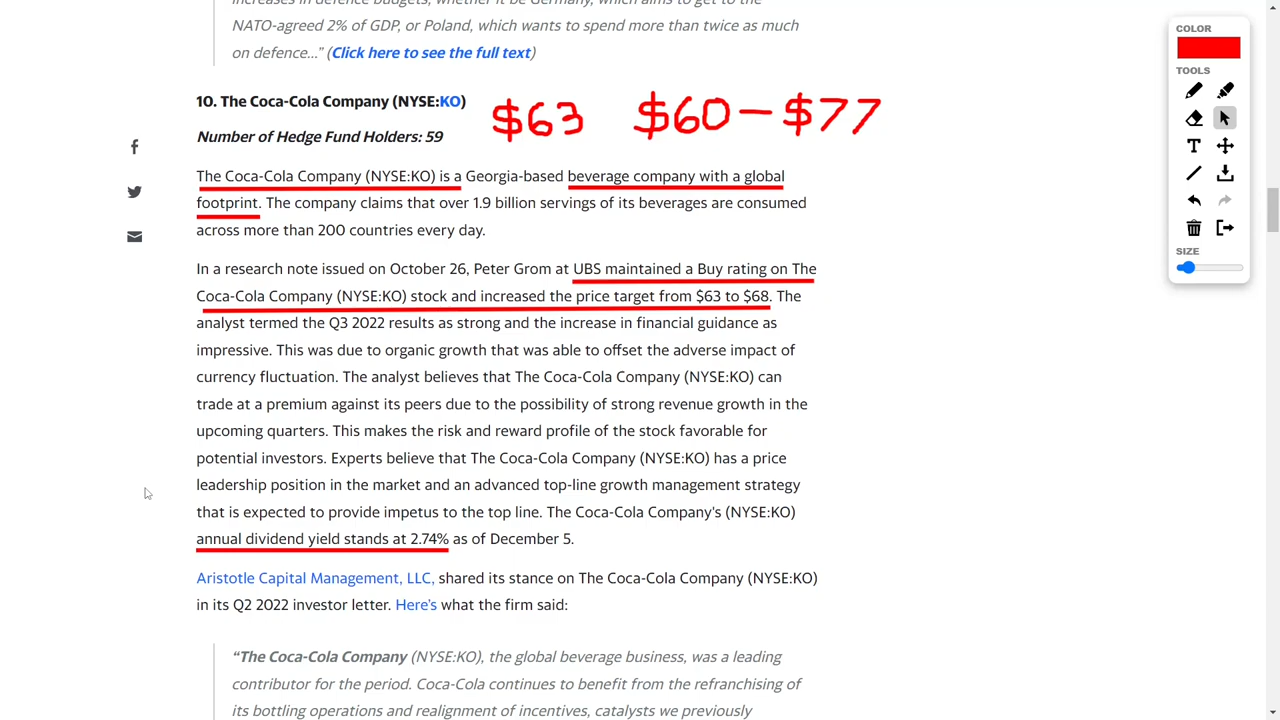 increases in defence budgets, whether it be Germany, which aims to get to the
NATO-agreed 2% of GDP, or Poland, which wants to spend more than twice as much
on defence…” (Click here to see the full text)
10. The Coca-Cola Company (NYSE:KO)
$63 $60-$77
Number of Hedge Fund Holders: 59
The Coca-Cola Company (NYSE:KO) is a Georgia-based beverage company with a global
footprint. The company claims that over 1.9 billion servings of its beverages are consumed
across more than 200 countries every day.
In a research note issued on October 26, Peter Grom at UBS maintained a Buy rating on The
Coca-Cola Company (NYSE:KO) stock and increased the price target from $63 to $68. The
analyst termed the Q3 2022 results as strong and the increase in financial guidance as
impressive. This was due to organic growth that was able to offset the adverse impact of
currency fluctuation. The analyst believes that The Coca-Cola Company (NYSE:KO) can
trade at a premium against its peers due to the possibility of strong revenue growth in the
upcoming quarters. This makes the risk and reward profile of the stock favorable for
potential investors. Experts believe that The Coca-Cola Company (NYSE:KO) has a price
leadership position in the market and an advanced top-line growth management strategy
that is expected to provide impetus to the top line. The Coca-Cola Company's (NYSE:KO)
annual dividend yield stands at 2.74% as of December 5.
Aristotle Capital Management, LLC, shared its stance on The Coca-Cola Company (NYSE:KO)
in its Q2 2022 investor letter. Here's what the firm said:
“The Coca-Cola Company (NYSE:KO), the global beverage business, was a leading
contributor for the period. Coca-Cola continues to benefit from the refranchising of
its bottling operations and realignment of incentives, catalysts we previously
COLOR
TOOLS
T
SIZE